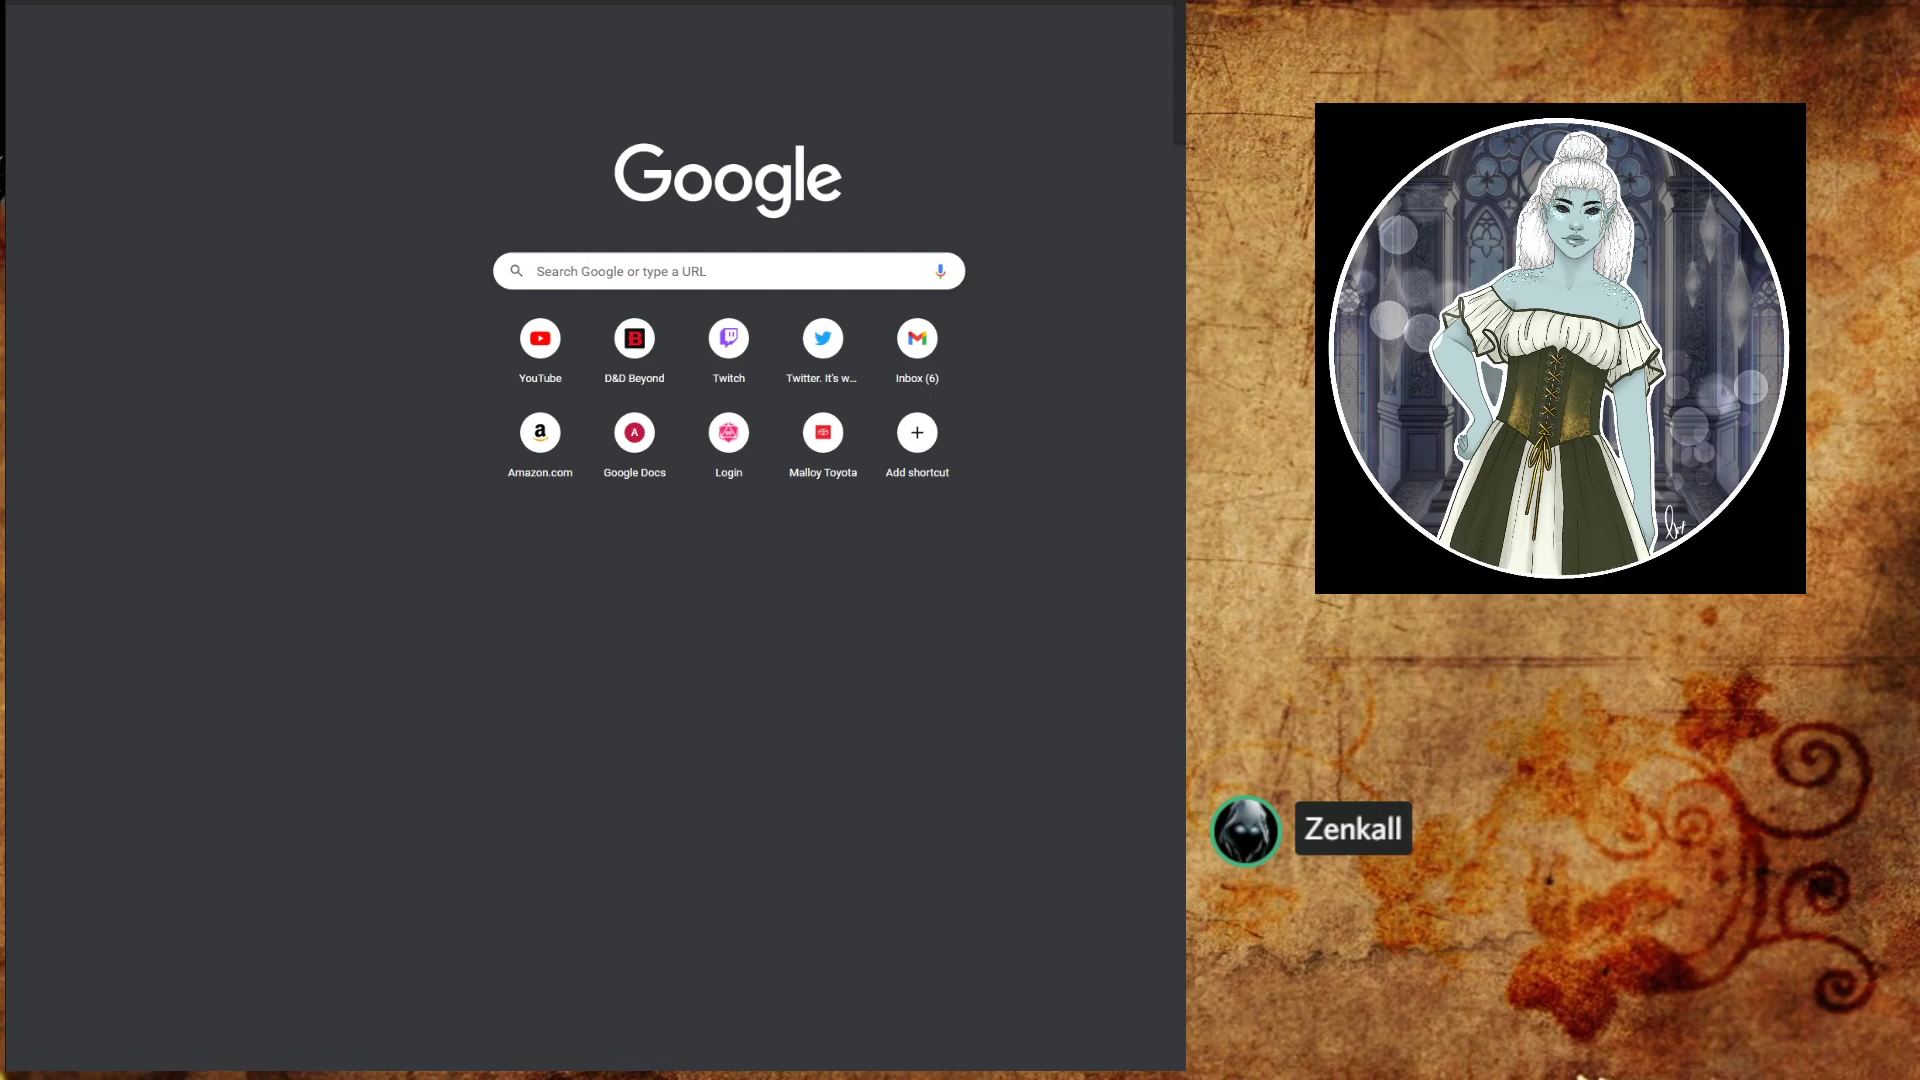 Google
Search Google or type a URL
YouTube
D&D Beyond
Twitch
Twitter. It's w...
Inbox (6)
Amazon.com
Google Docs
Login
Malloy Toyota
Add shortcut
Zenkall